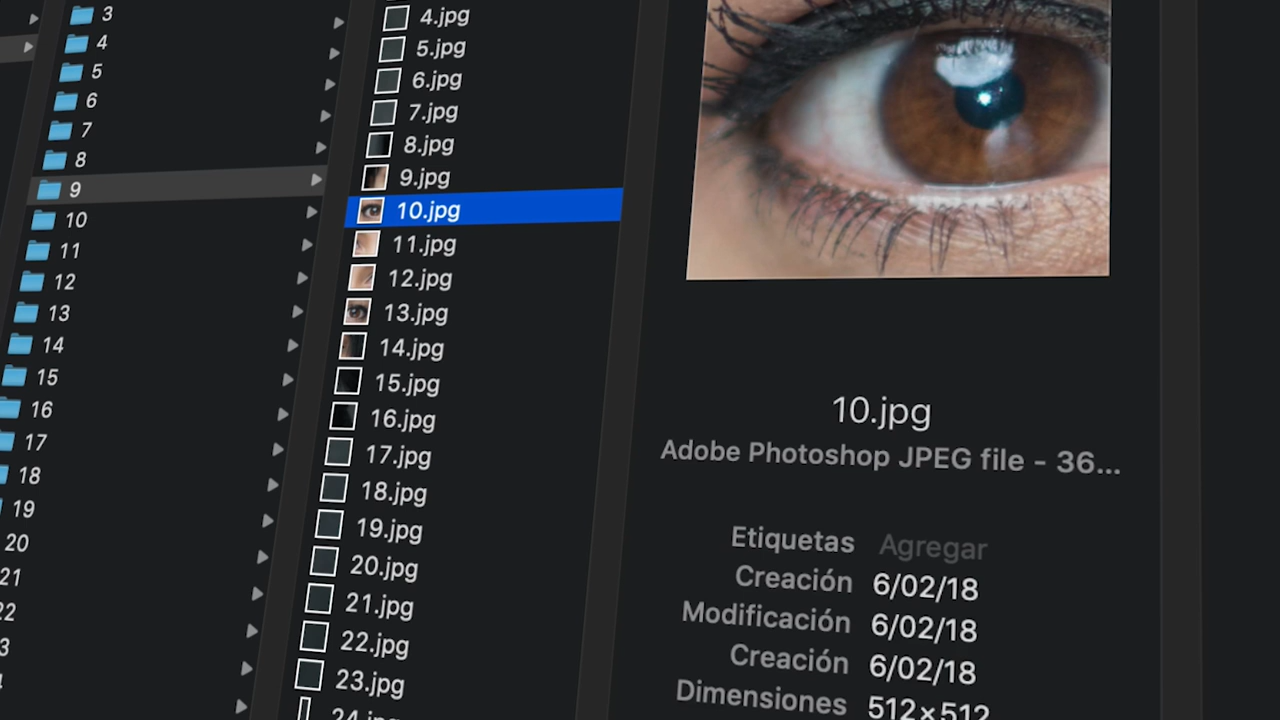 3
4
5
6
7
8
9
10
11
12
13
14
15
16
17
18
19
20
21
4.jpg
5.jpg
6.jpg
7.jpg
8.jpg
9.jpg
10.jpg
11.jpg
12.jpg
13.jpg
14.jpg
15.jpg
16.jpg
17.jpg
18.jpg
19.jpg
20.jpg
21.jpg
22.jpg
23.jpg
10.jpg
Adobe Photoshop JPEG file - 36...
Etiquetas Agregar
Creación 6/02/18
Modificación 6/02/18
Creación 6/02/18
Dimensiones 512×512